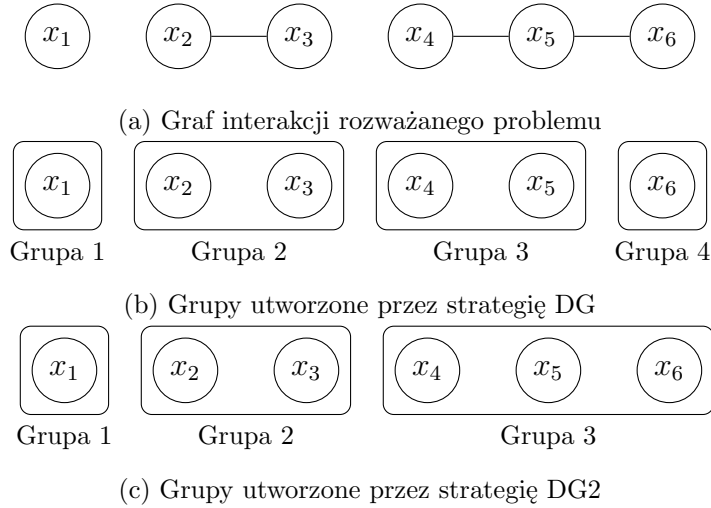 x₁ x₂ x₃ x₄ x₅ x₆
(a) Graf interakcji rozważanego problemu
x₁ x₂ x₃ x₄ x₅ x₆
Grupa 1 Grupa 2 Grupa 3 Grupa 4
(b) Grupy utworzone przez strategię DG
x₁ x₂ x₃ x₄ x₅ x₆
Grupa 1 Grupa 2 Grupa 3
(c) Grupy utworzone przez strategię DG2